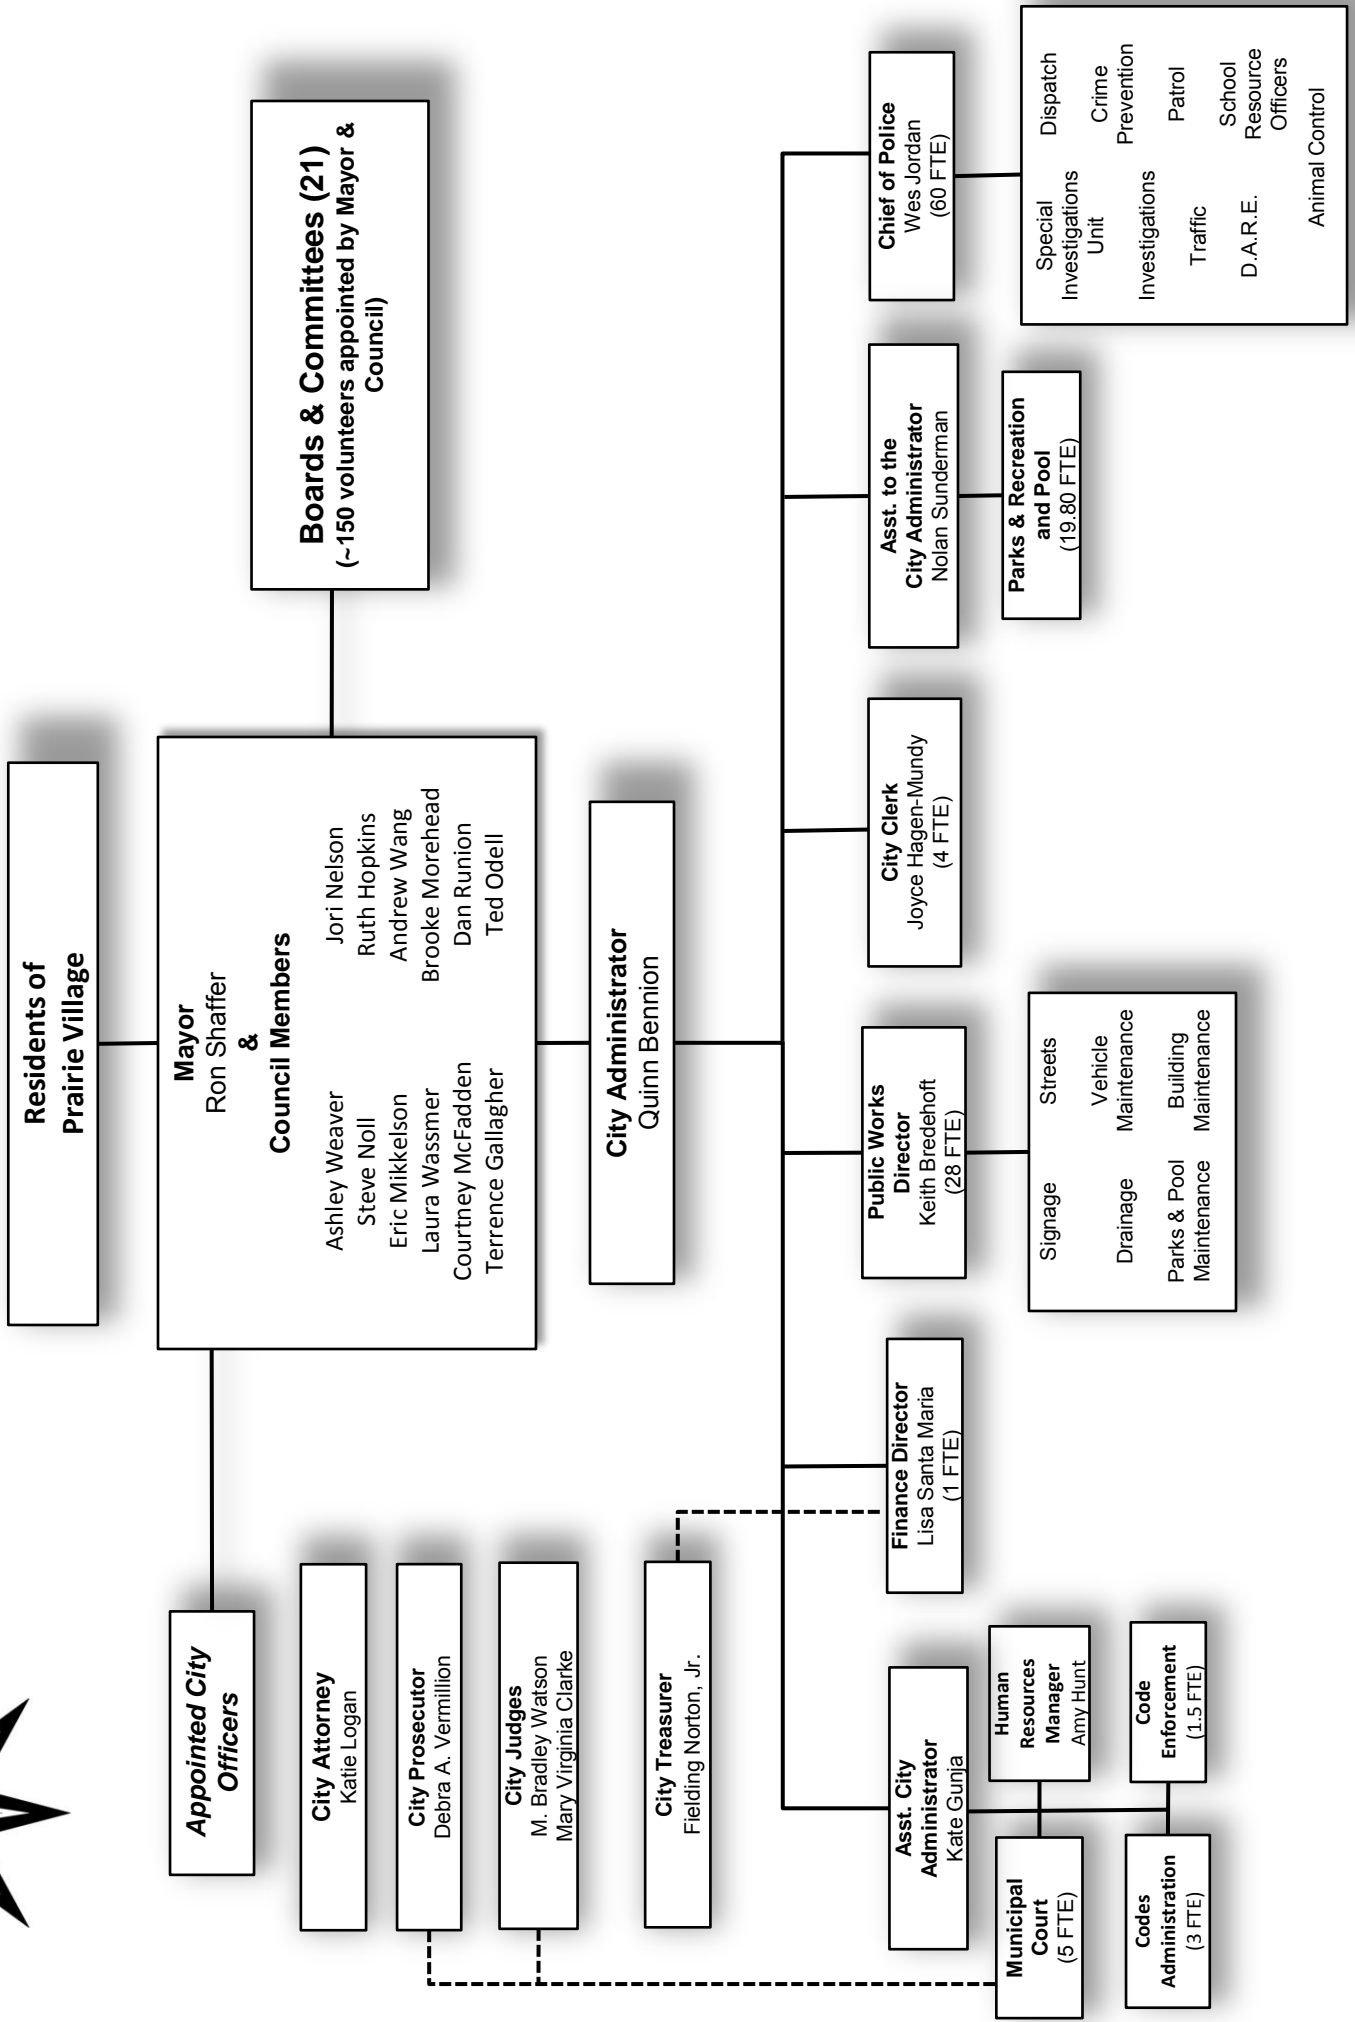 Residents of
Prairie Village
Mayor
Ron Shaffer
&
Council Members
Ashley Weaver
Steve Noll
Eric Mikkelson
Laura Wassmer
Courtney McFadden
Terrence Gallagher
Jori Nelson
Ruth Hopkins
Andrew Wang
Brooke Morehead
Dan Runion
Ted Odell
Boards & Committees (21)
(~150 volunteers appointed by Mayor &
Council)
Appointed City
Officers
City Attorney
Katie Logan
City Prosecutor
Debra A. Vermillion
City Judges
M. Bradley Watson
Mary Virginia Clarke
City Treasurer
Fielding Norton, Jr.
City Administrator
Quinn Bennion
Asst. City
Administrator
Kate Gunja
Municipal
Court
(5 FTE)
Human
Resources
Manager
Amy Hunt
Codes
Administration
(3 FTE)
Code
Enforcement
(1.5 FTE)
Finance Director
Lisa Santa Maria
(1 FTE)
Public Works
Director
Keith Bredehoft
(28 FTE)
Signage
Streets
Drainage
Vehicle
Maintenance
Parks & Pool
Maintenance
Building
Maintenance
City Clerk
Joyce Hagen-Mundy
(4 FTE)
Asst. to the
City Administrator
Nolan Sunderman
Parks & Recreation
and Pool
(19.80 FTE)
Chief of Police
Wes Jordan
(60 FTE)
Special
Investigations
Unit
Dispatch
Crime
Prevention
Investigations
Patrol
Traffic
School
Resource
Officers
D.A.R.E.
Animal Control